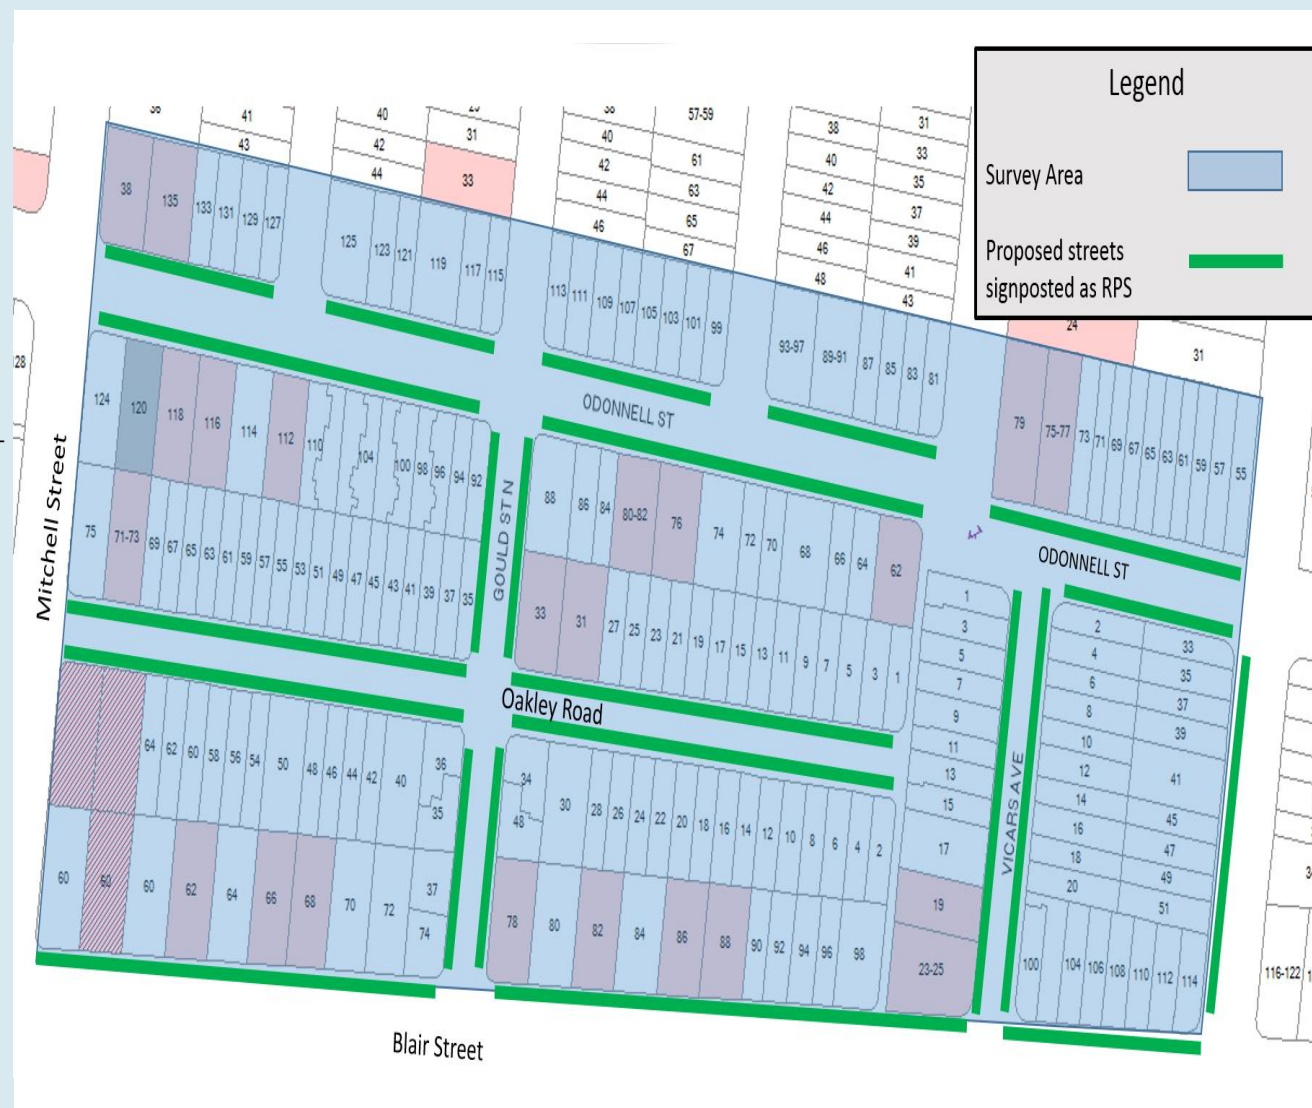 Legend
Survey Area
Proposed streets
signposted as RPS
41
43
40
42
44
31
33
40
42
44
46
57-59
61
63
65
67
38
40
42
44
46
48
31
33
35
37
39
41
43
24
31
38 135 133 131 129 127
125 123 121 119 117 115
113 111 109 107 105 103 101 99
93-97 89-91 87 85 83 81
79 75-77 73 71 69 67 65 63 61 59 57 55
ODONNELL ST
ODONNELL ST
Mitchell Street
GOULD ST N
28
124 120 118 116 114 112 110 104 100 98 96 94 92
75 71-73 69 67 65 63 61 59 57 55 53 51 49 47 45 43 41 39 37 35
88 86 84 80-82 76 74 72 70 68 66 64 62
33 31 27 25 23 21 19 17 15 13 11 9 7 5 3 1
Oakley Road
64 62 60 58 56 54 50 48 46 44 42 40 36
35
60 60 60 62 64 66 68 70 72 37
74
34 30 28 26 24 22 20 18 16 14 12 10 8 6 4 2
48
78 80 82 84 86 88 90 92 94 96 98
1
3
5
7
9
11
13
15
17
19
23-25
VICARS AVE
2
4
6
8
10
12
14
16
18
20
33
35
37
39
41
45
47
49
51
100 104 106 108 110 112 114
116-122
Blair Street